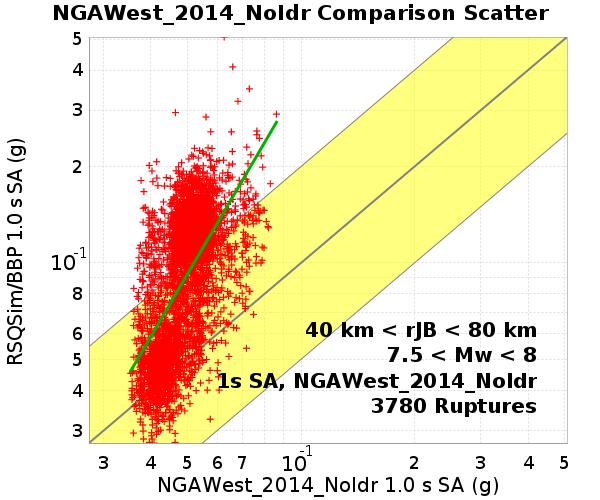 NGAWest_2014_NoIdr Comparison Scatter
5
4
3
2
10-1
8
6
5
4
3
RSQSim/BBP 1.0 s SA (g)
40 km < rJB < 80 km
7.5 < Mw < 8
1s SA, NGAWest_2014_NoIdr
3780 Ruptures
3 4 5 6 7 10-1 2 3 4 5
NGAWest_2014_NoIdr 1.0 s SA (g)